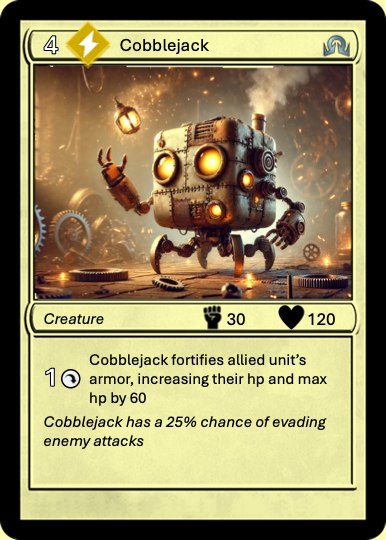 4 Cobblejack
Creature 30 120
1 Cobblejack fortifies allied unit's
armor, increasing their hp and max
hp by 60
Cobblejack has a 25% chance of evading
enemy attacks